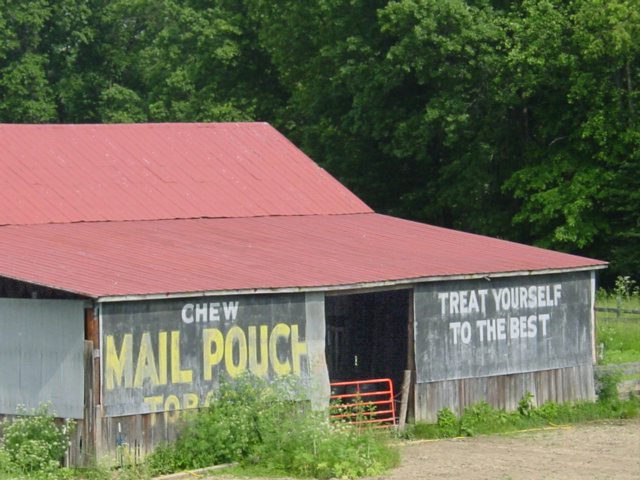 CHEW
MAIL POUCH
TREAT YOURSELF
TO THE BEST